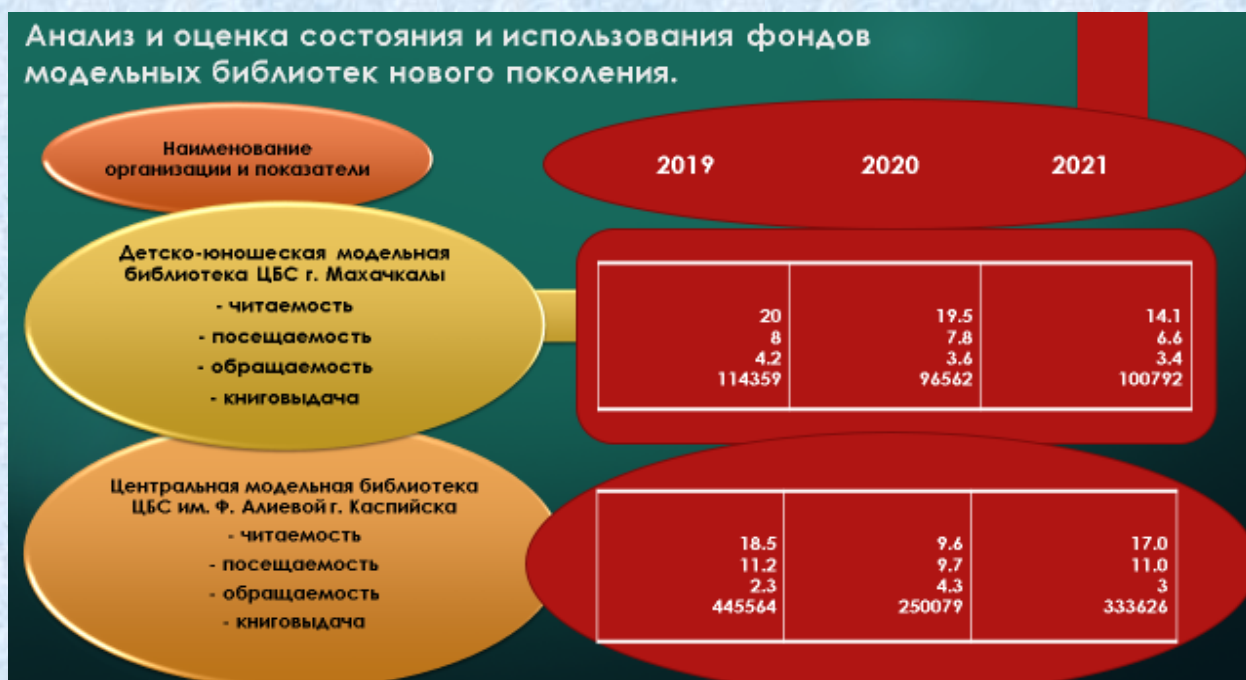 Анализ и оценка состояния и использования фондов
модельных библиотек нового поколения.
Наименование
организации и показатели
2019 2020 2021
Детско-юношеская модельная
библиотека ЦБС г. Махачкалы
- читаемость
- посещаемость
- обращаемость
- книговыдача
20 19.5 14.1
8 7.8 6.6
4.2 3.6 3.4
114359 96562 100792
Центральная модельная библиотека
ЦБС им. Ф. Алиевой г. Каспийска
- читаемость
- посещаемость
- обращаемость
- книговыдача
18.5 9.6 17.0
11.2 9.7 11.0
2.3 4.3 3
445564 250079 333626